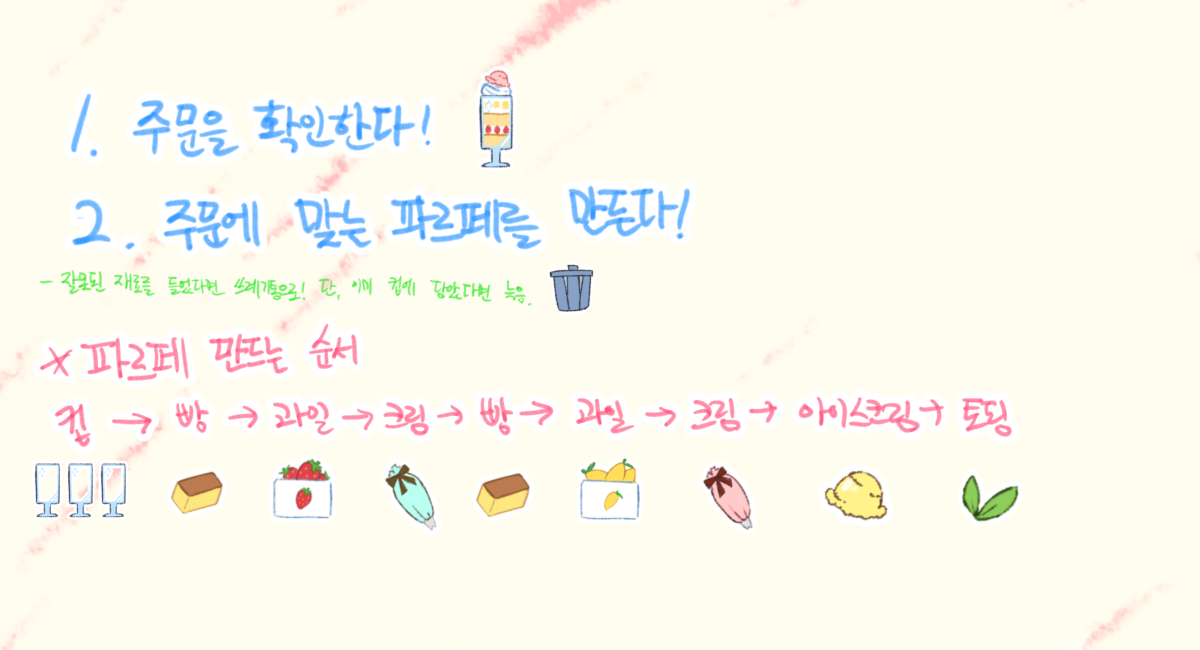 1. 주문을 확인한다!
2. 주문에 맞는 파르페를 만든다!
- 잘못된 재료를 들었다면 쓰레기통으로! 단, 이미 컵에 담았다면 늦음.
* 파르페 만드는 순서
컵 → 빵 → 과일 → 크림 → 빵 → 과일 → 크림 → 아이스크림 → 토핑